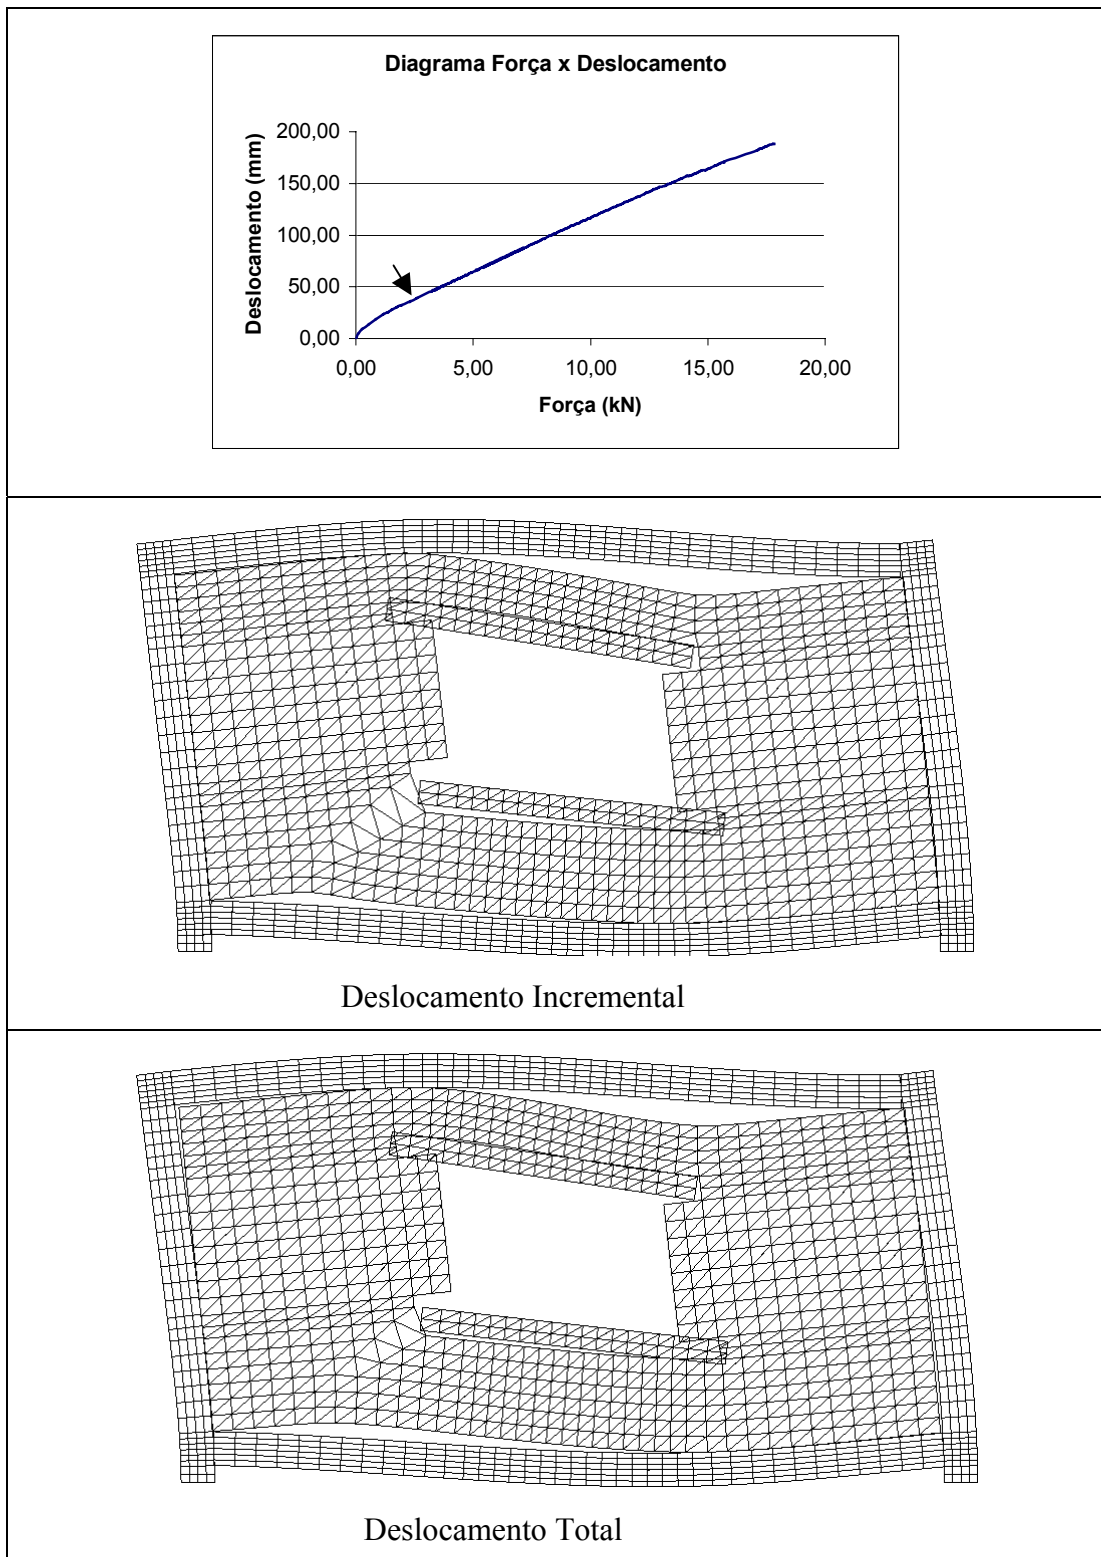 Diagrama Força x Deslocamento
Deslocamento (mm)
200,00
150,00
100,00
50,00
0,00
0,00 5,00 10,00 15,00 20,00
Força (kN)
Deslocamento Incremental
Deslocamento Total